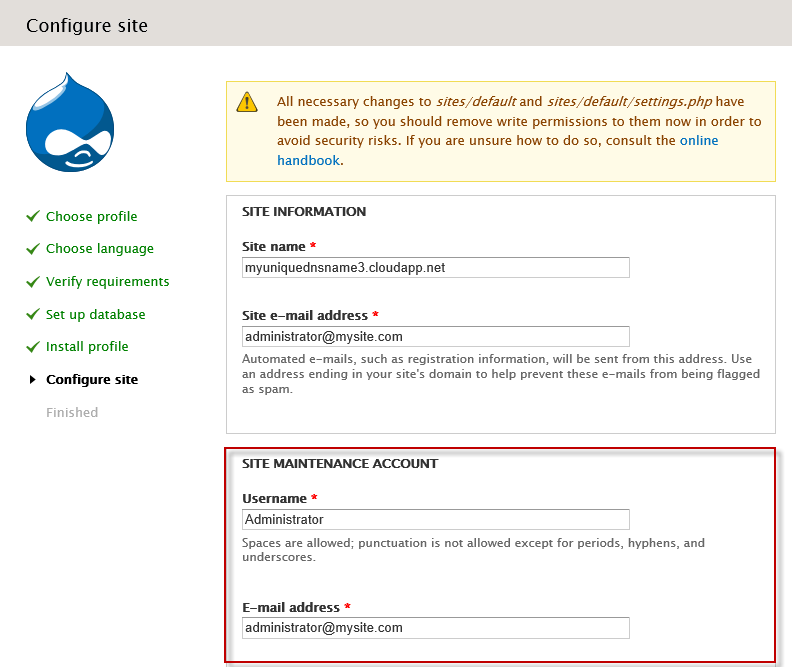 Configure site
All necessary changes to sites/default and sites/default/settings.php have
been made, so you should remove write permissions to them now in order to
avoid security risks. If you are unsure how to do so, consult the online
handbook.
Choose profile
Choose language
Verify requirements
Set up database
Install profile
Configure site
Finished
SITE INFORMATION
Site name *
myuniquednsname3.cloudapp.net
Site e-mail address *
administrator@mysite.com
Automated e-mails, such as registration information, will be sent from this address. Use
an address ending in your site's domain to help prevent these e-mails from being flagged
as spam.
SITE MAINTENANCE ACCOUNT
Username *
Administrator
Spaces are allowed; punctuation is not allowed except for periods, hyphens, and
underscores.
E-mail address *
administrator@mysite.com